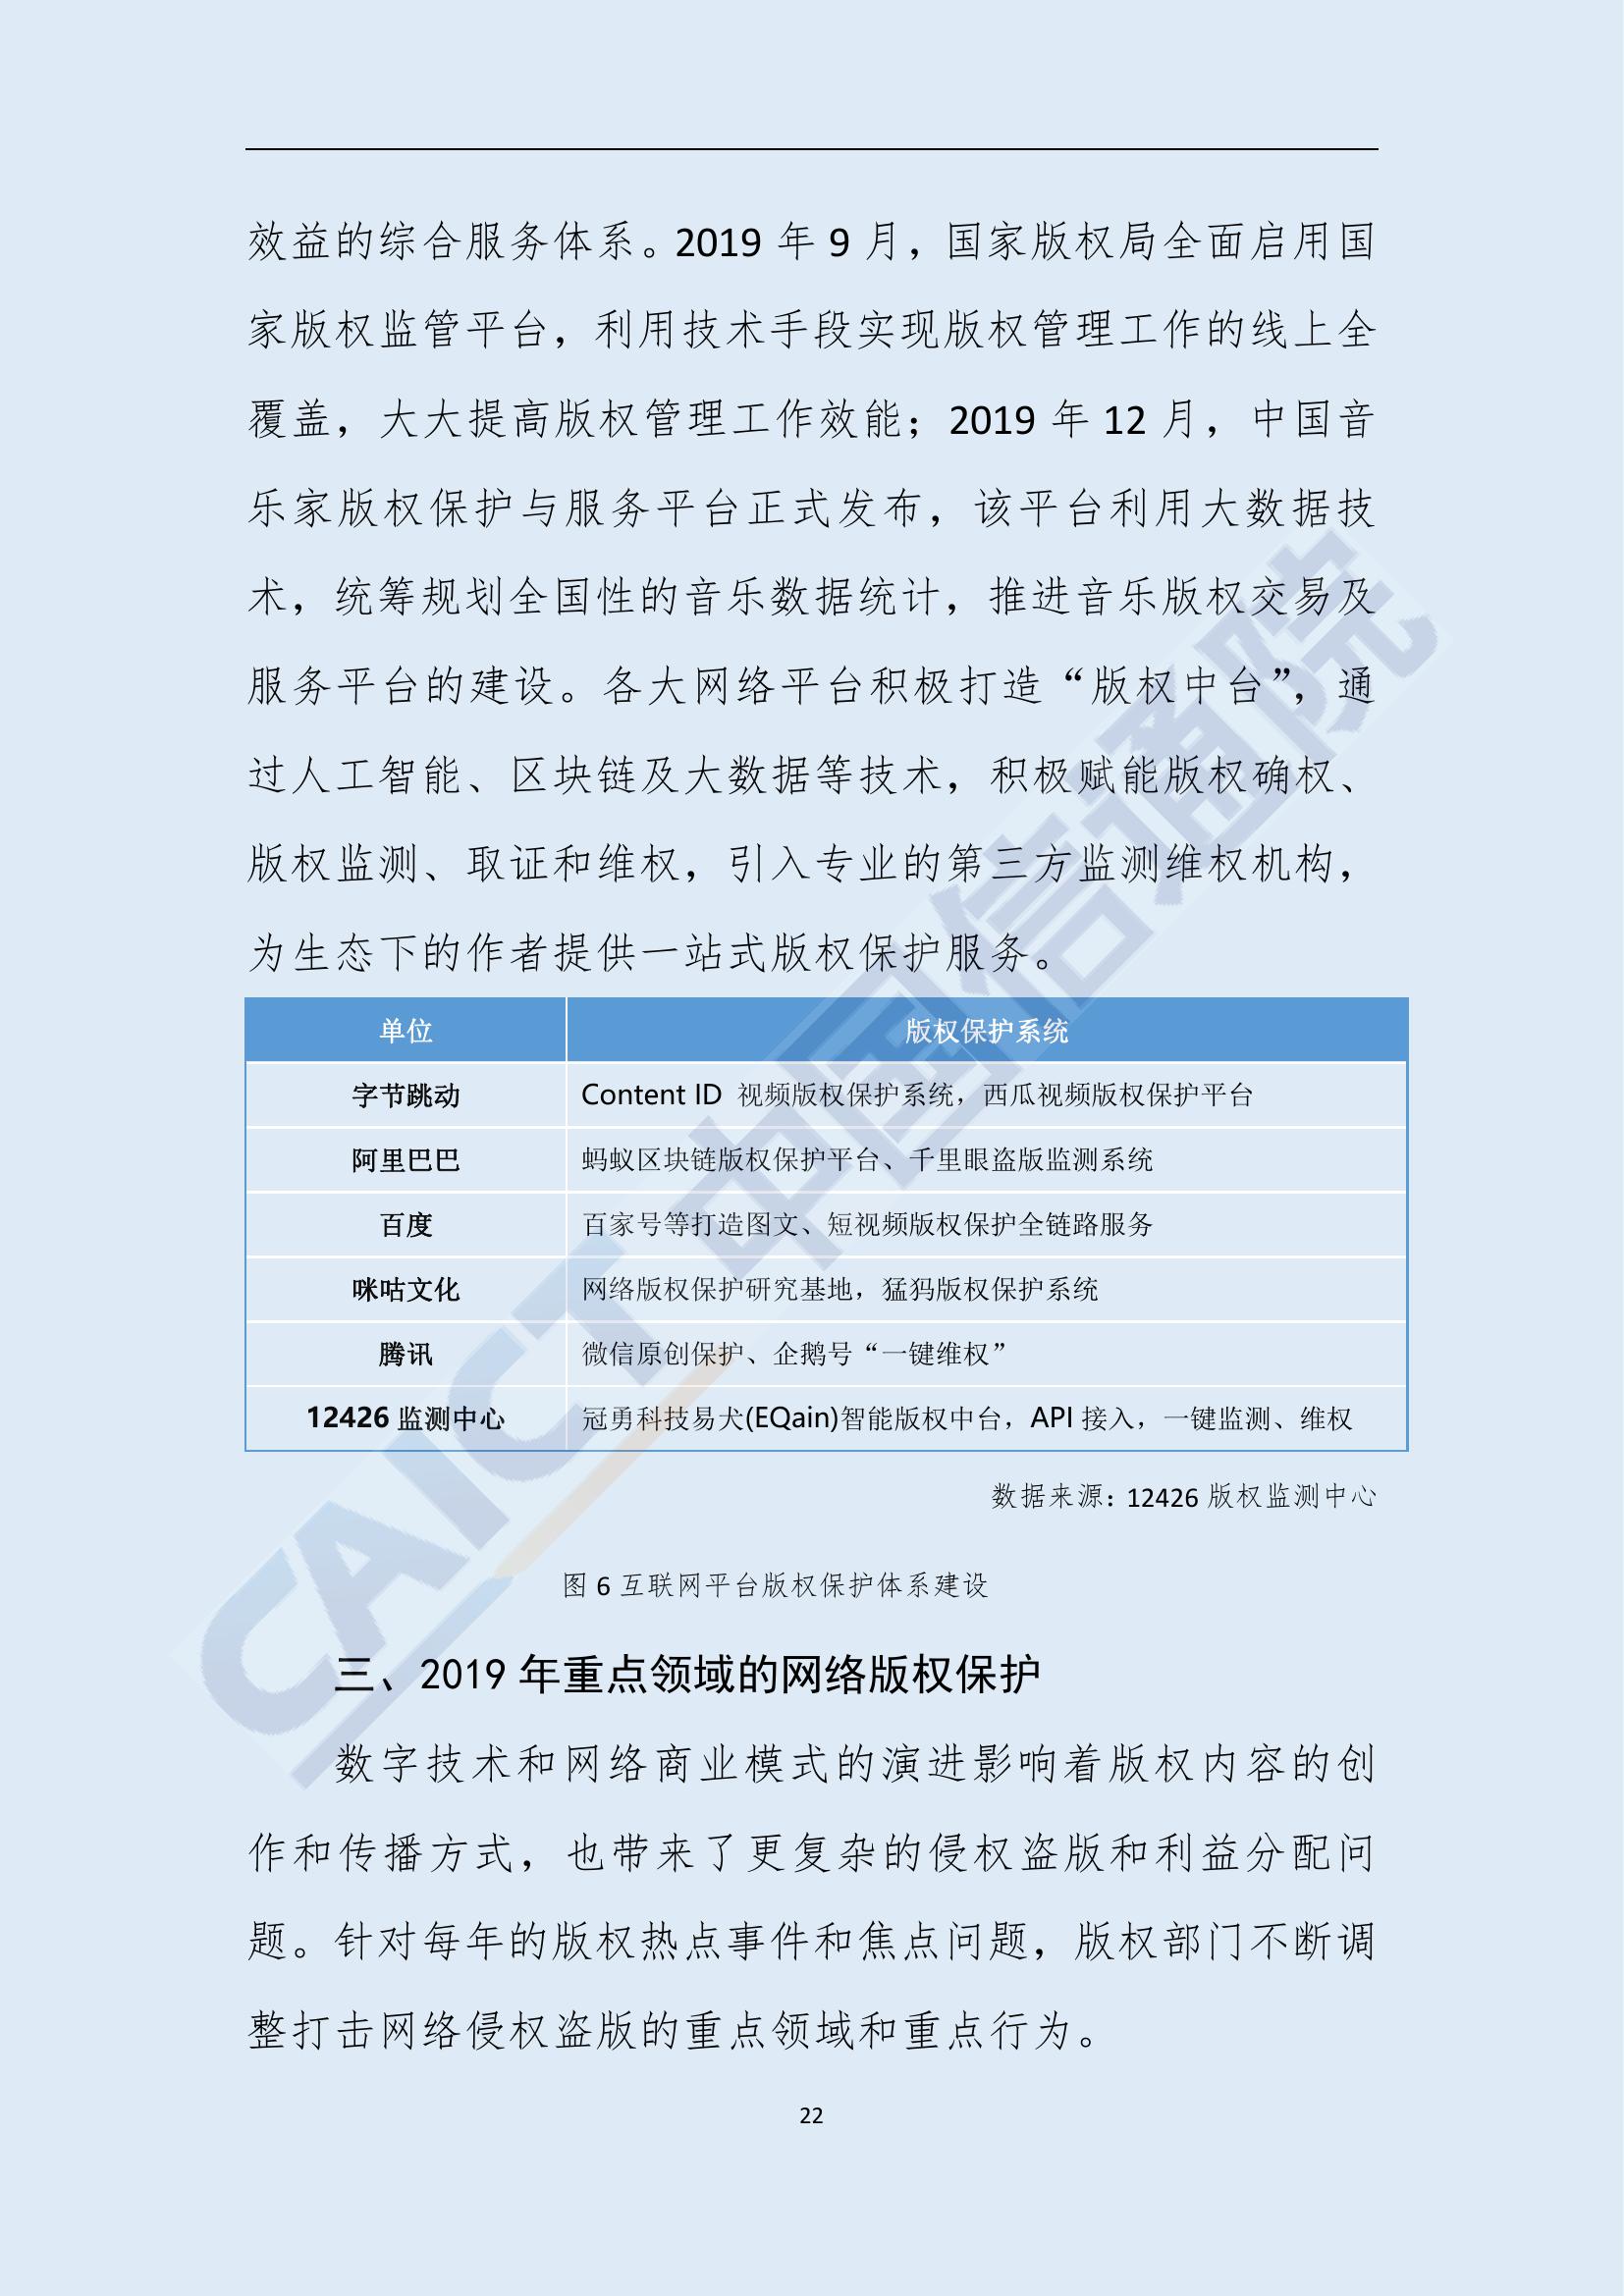 效益的综合服务体系。2019 年 9 月，国家版权局全面启用国
家版权监管平台，利用技术手段实现版权管理工作的线上全
覆盖，大大提高版权管理工作效能；2019 年 12 月，中国音
乐家版权保护与服务平台正式发布，该平台利用大数据技
术，统筹规划全国性的音乐数据统计，推进音乐版权交易及
服务平台的建设。各大网络平台积极打造“版权中台”，通
过人工智能、区块链及大数据等技术，积极赋能版权确权、
版权监测、取证和维权，引入专业的第三方监测维权机构，
为生态下的作者提供一站式版权保护服务。
单位 版权保护系统
字节跳动 Content ID 视频版权保护系统，西瓜视频版权保护平台
阿里巴巴 蚂蚁区块链版权保护平台、千里眼盗版监测系统
百度 百家号等打造图文、短视频版权保护全链路服务
咪咕文化 网络版权保护研究基地，猛犸版权保护系统
腾讯 微信原创保护、企鹅号“一键维权”
12426 监测中心 冠勇科技易犬(EQain)智能版权中台，API 接入，一键监测、维权
数据来源：12426 版权监测中心
图 6 互联网平台版权保护体系建设
三、2019 年重点领域的网络版权保护
数字技术和网络商业模式的演进影响着版权内容的创
作和传播方式，也带来了更复杂的侵权盗版和利益分配问
题。针对每年的版权热点事件和焦点问题，版权部门不断调
整打击网络侵权盗版的重点领域和重点行为。
22
CAICT 中国信通院